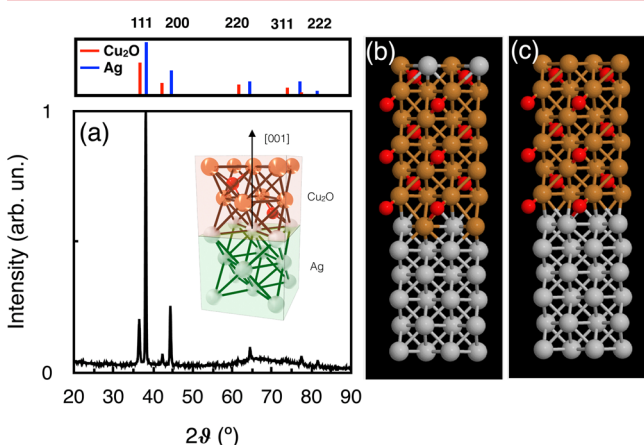 111 200 220 311 222
Cu₂O
Ag
(a)
[001]
Cu₂O
Ag
1
0
Intensity (arb. un.)
20 30 40 50 60 70 80 90
2ϑ (º)
(b)
(c)